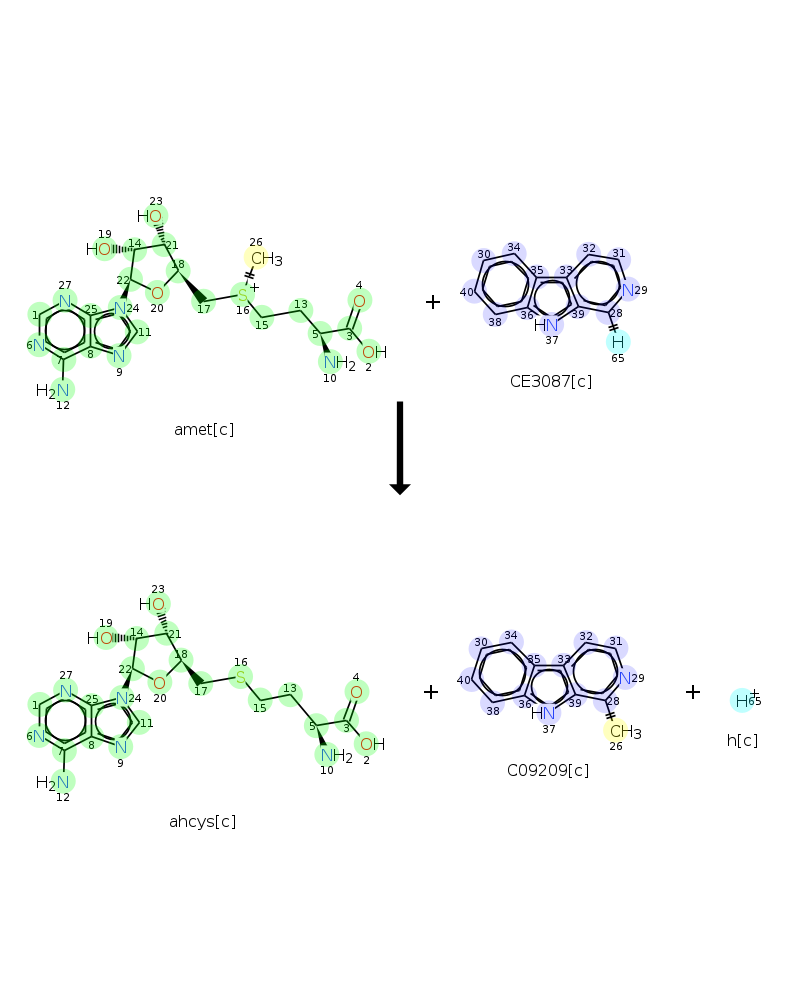 23
HO
19
HO
14
21
26
CH3
27
N
22
18
20
O
25
24
N
1
6
N
7
8
11
9
N
12
H2N
17
S+
16
15
13
4
O
5
3
OH
2
NH2
10
+
30
34
32
31
35
33
40
38
36
39
N29
28
HN
37
H
65
amet[c]
CE3087[c]
23
HO
19
HO
14
21
16
S
4
O
27
N
22
18
20
O
17
15
13
5
3
OH
2
NH2
10
25
24
N
1
6
N
7
8
11
9
N
12
H2N
+
30
34
32
31
35
33
40
38
36
39
N29
28
HN
37
CH3
26
+
H+
65
ahcys[c]
C09209[c]
h[c]